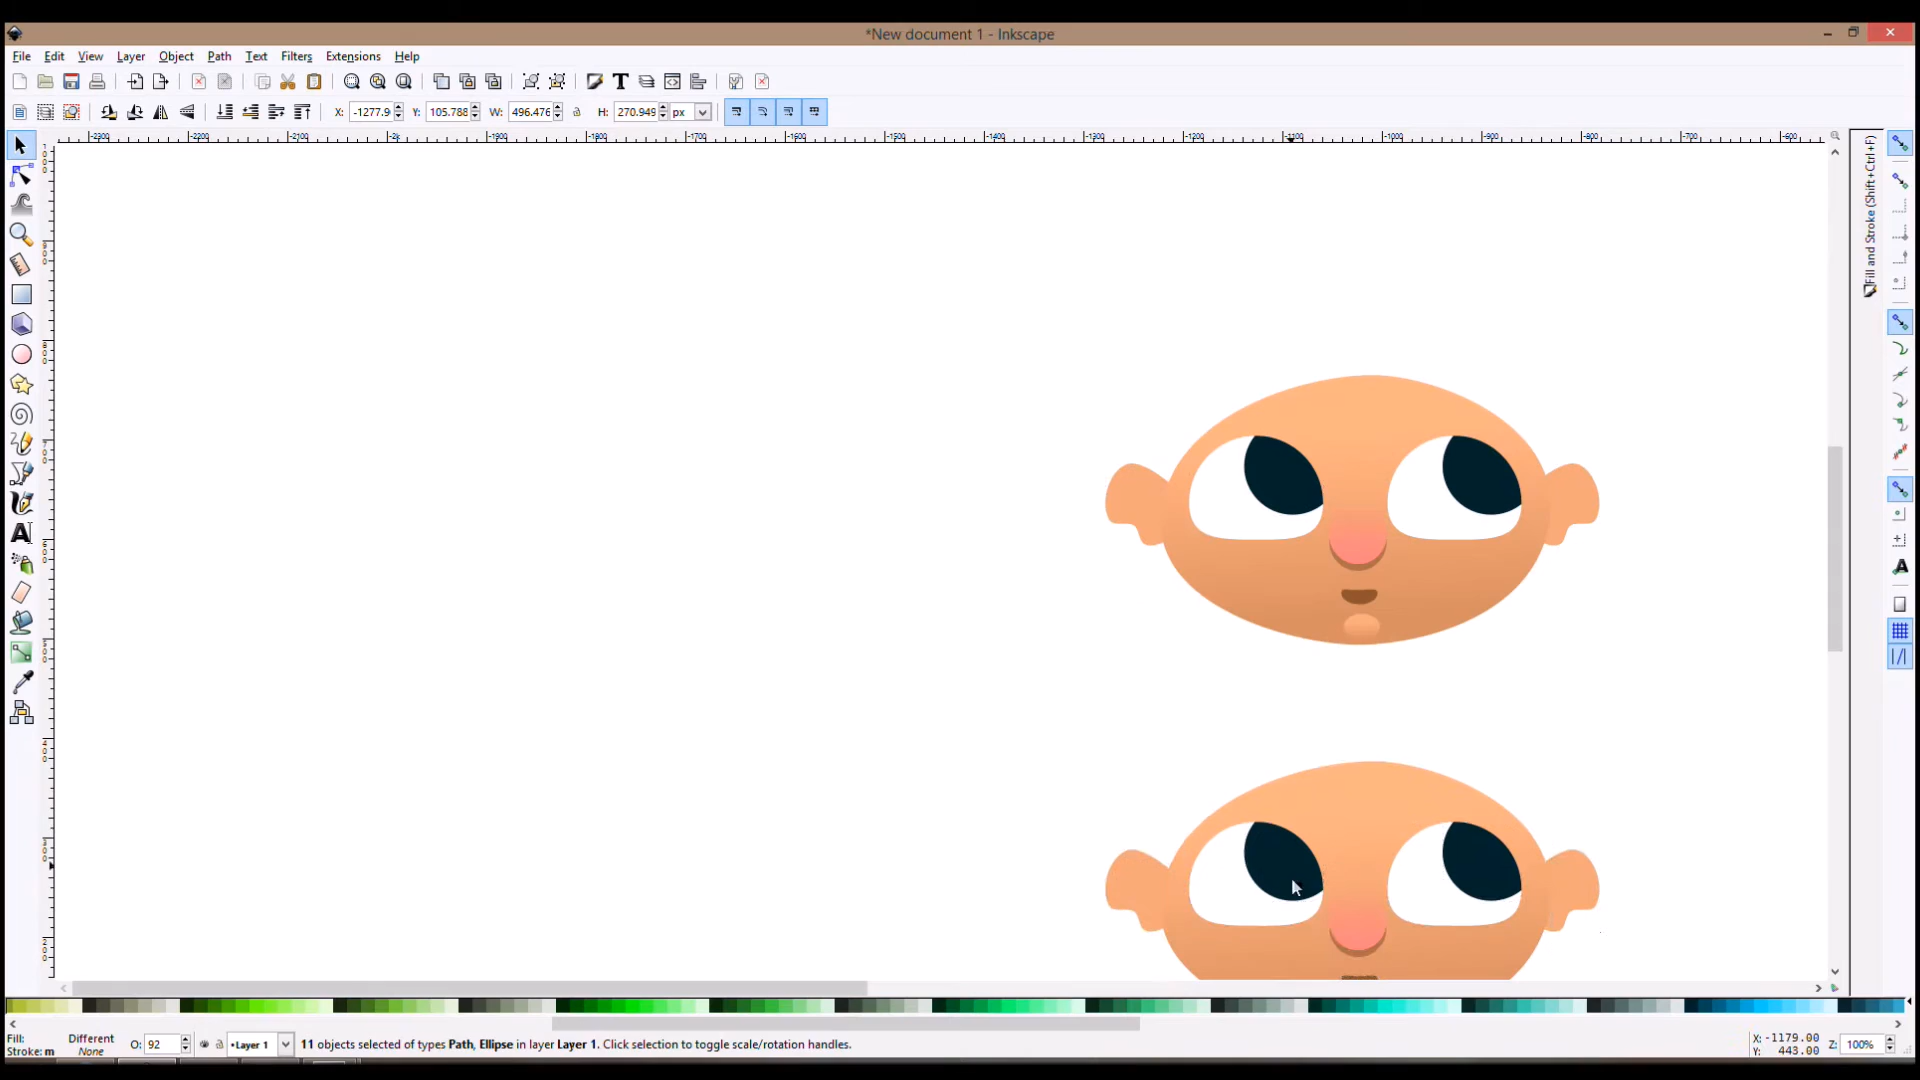 *New document 1 - Inkscape
File Edit View Layer Object Path Text Filters Extensions Help
X: -1277.9 Y: 105.788 W: 496.476 H: 270.949 px
Fill and Stroke (Shift+Ctrl+F)
Fill: Different O: 92 •Layer 1 11 objects selected of types Path, Ellipse in layer Layer 1. Click selection to toggle scale/rotation handles. X: -1179.00 Z: 100%
Stroke: m None Y: 443.00